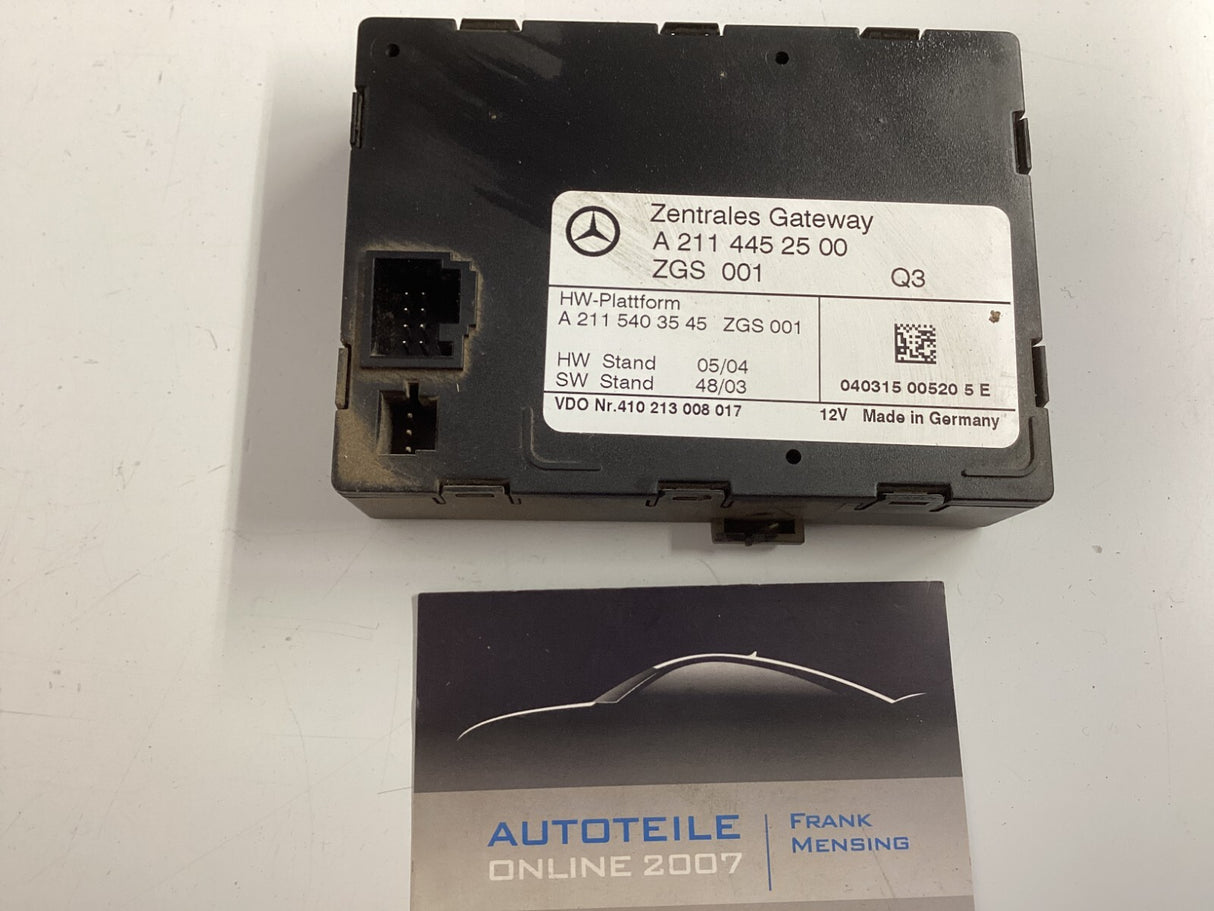 Zentrales Gateway
A 211 445 25 00
ZGS 001 Q3
HW-Plattform
A 211 540 35 45 ZGS 001
HW Stand 05/04
SW Stand 48/03
040315 00520 5 E
VDO Nr.410 213 008 017 12V Made in Germany
AUTOTEILE
ONLINE 2007
FRANK
MENSING